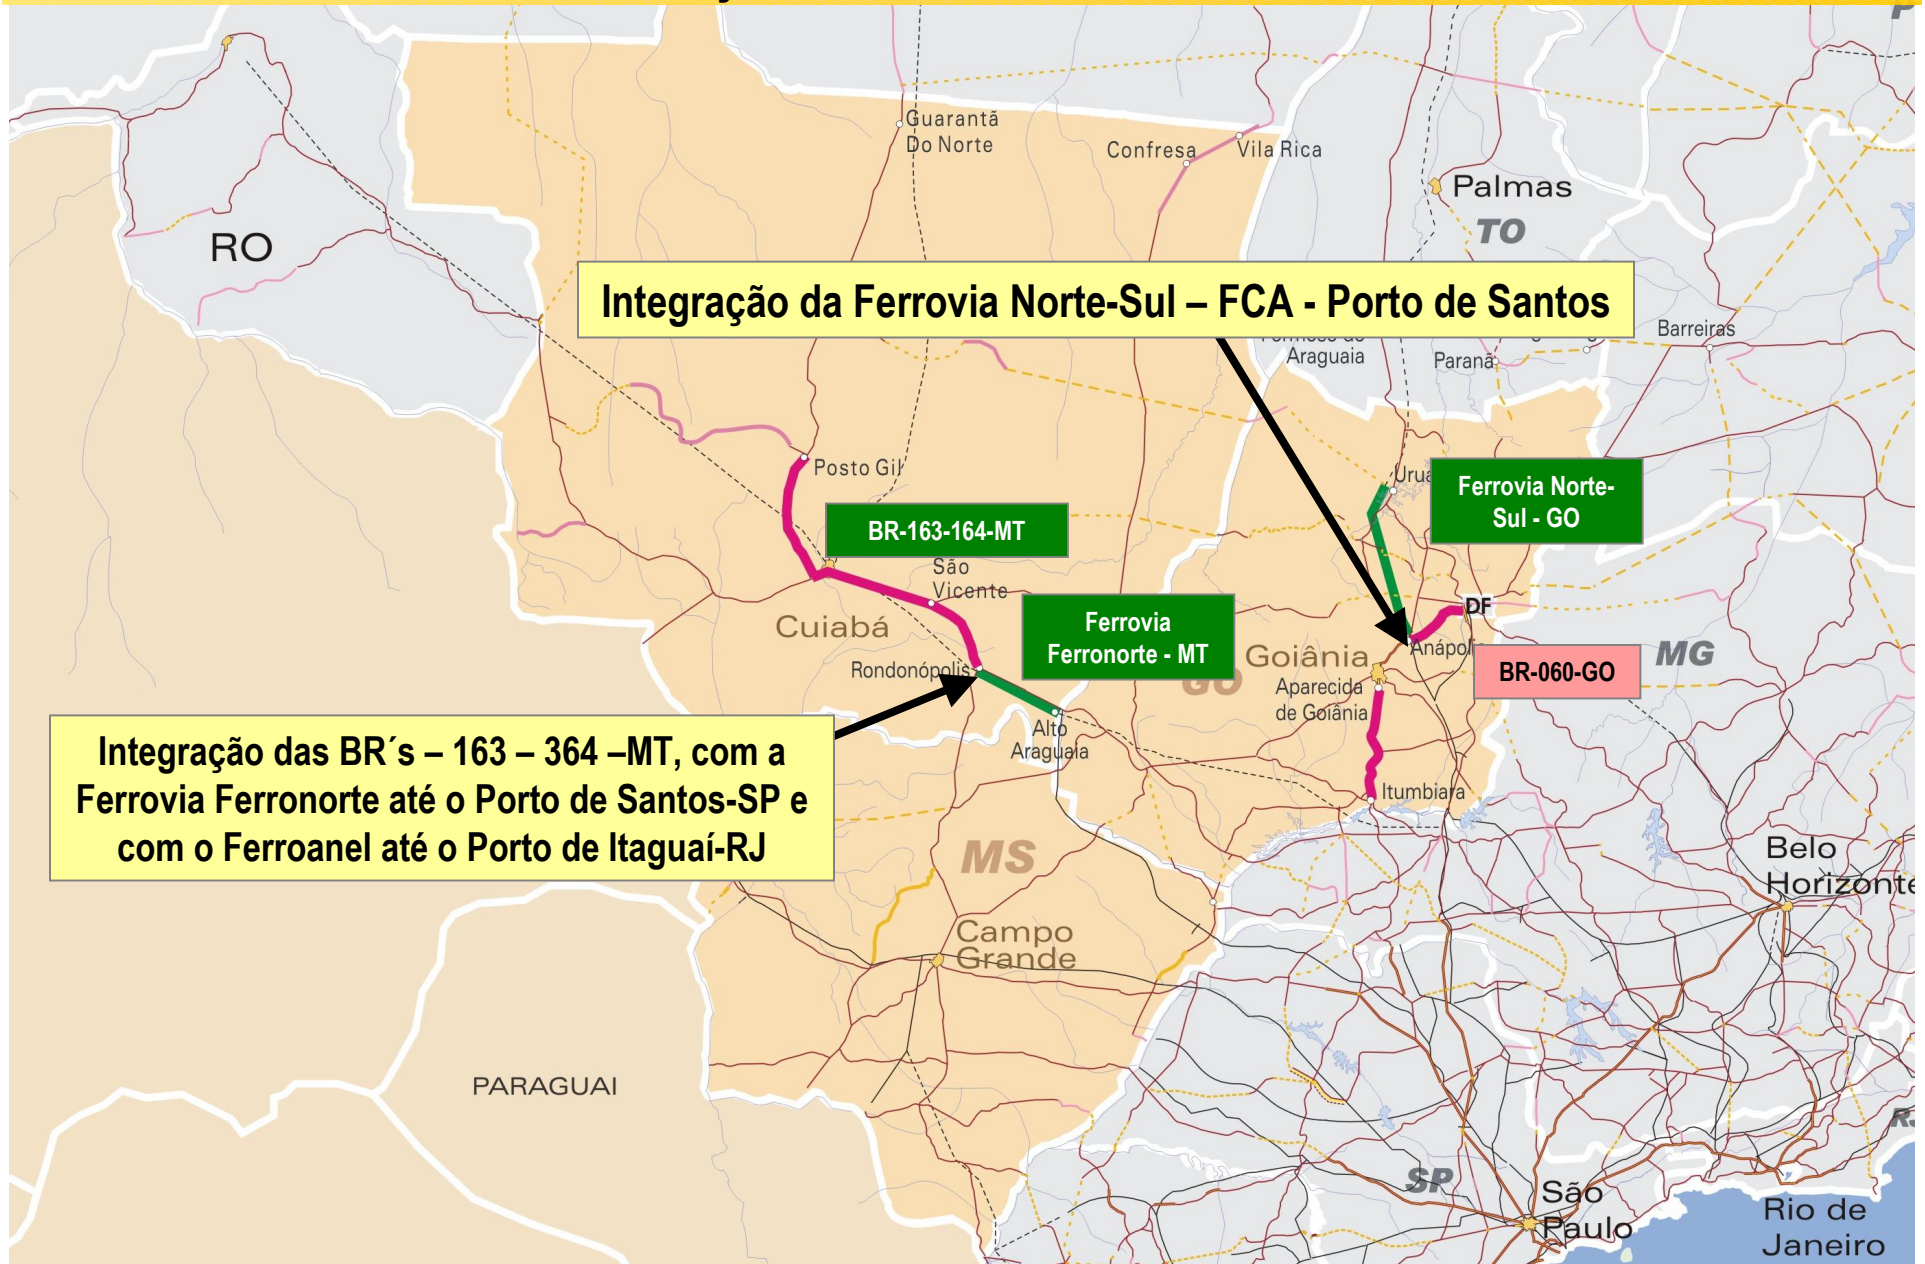 Guarantã
Do Norte
Confresa
Vila Rica
Palmas
TO
RO
Integração da Ferrovia Norte-Sul – FCA - Porto de Santos
Barreiras
Araguaia
Paranã
Posto Gil
Ferrovia Norte-
Sul - GO
BR-163-164-MT
São
Vicente
DF
Cuiabá
Ferrovia
Ferronorte - MT
Goiânia
GO
MG
Rondonópolis
BR-060-GO
Aparecida
de Goiânia
Alto
Araguaia
Integração das BR´s – 163 – 364 –MT, com a
Ferrovia Ferronorte até o Porto de Santos-SP e
com o Ferroanel até o Porto de Itaguaí-RJ
Itumbiara
MS
Belo
Horizonte
Campo
Grande
PARAGUAI
SP
São
Paulo
Rio de
Janeiro